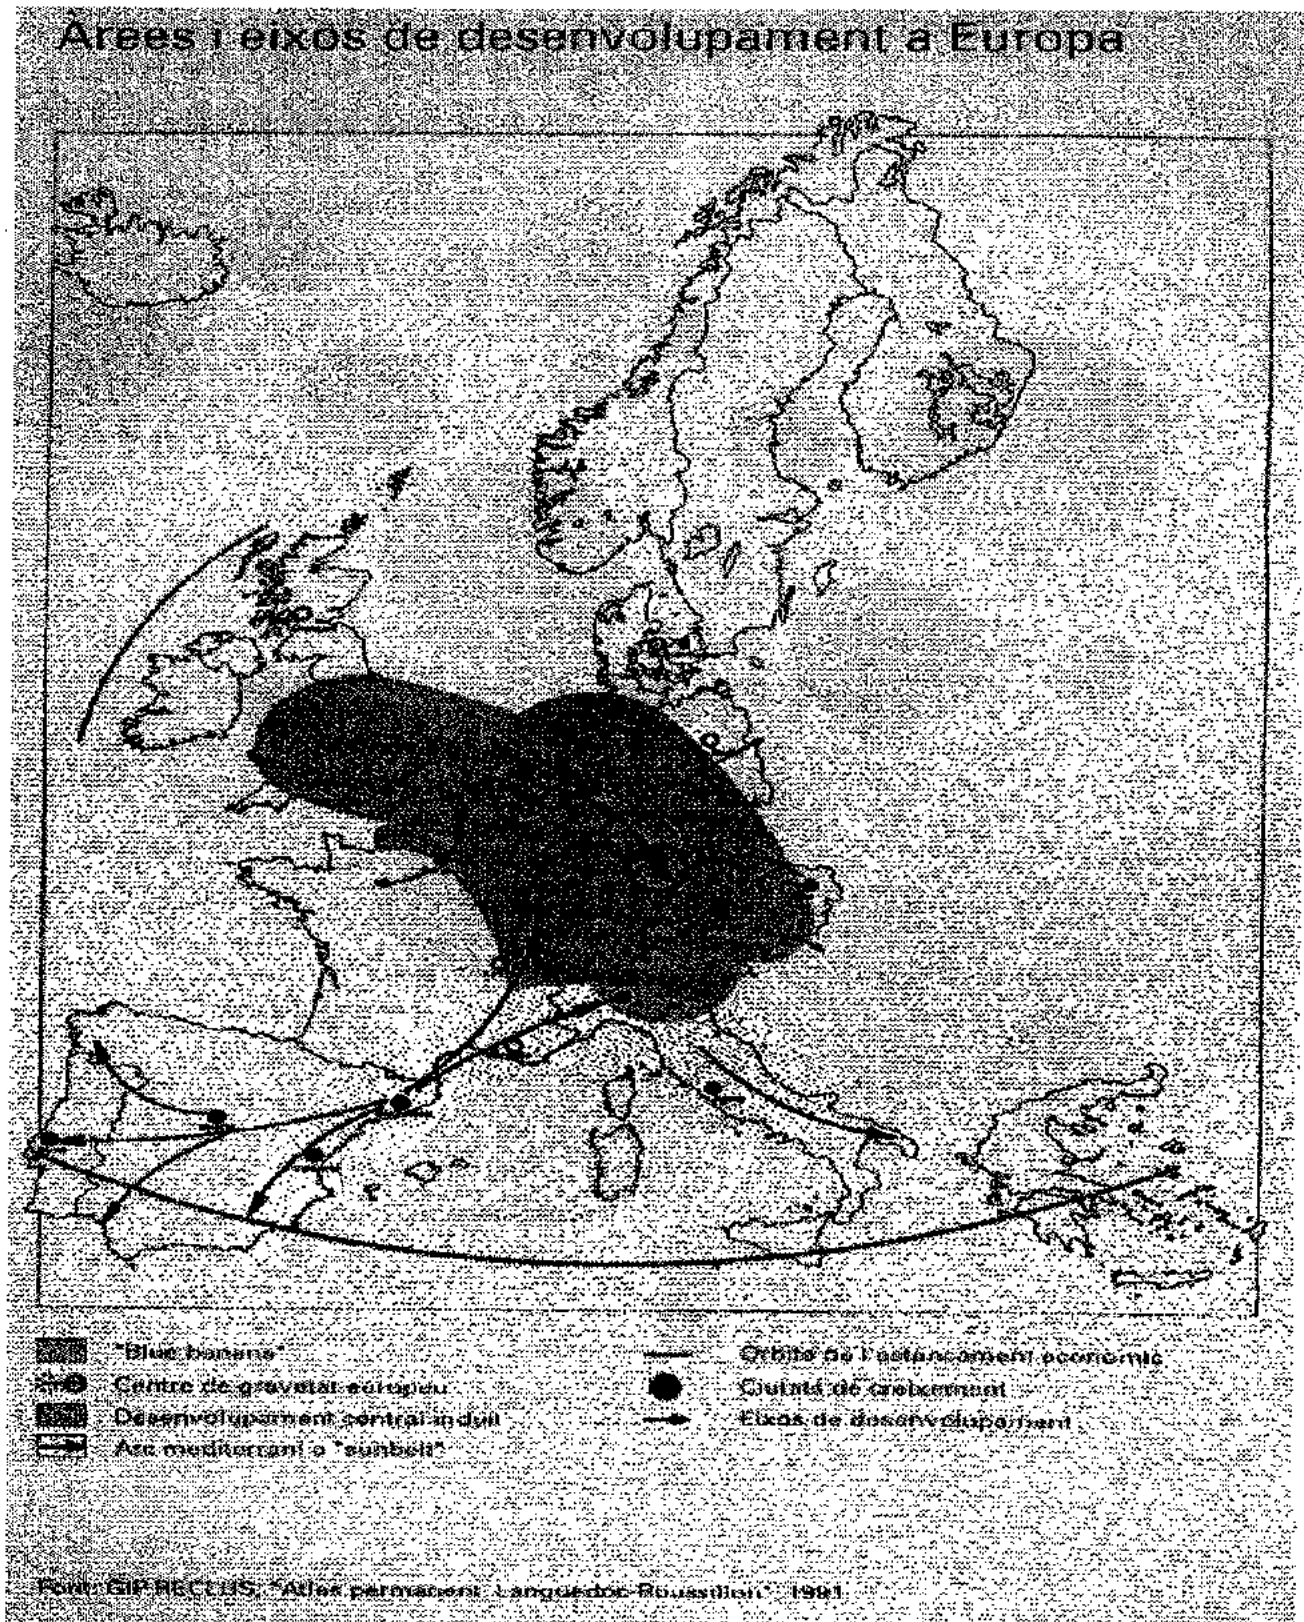 Àrees i eixos de desenvolupament a Europa
"Blue banana"
Centre de gravetat europeu
Desenvolupament central induït
Arc mediterrani o "sunbelt"
Òrbita de l'estancament econòmic
Ciutats de creixement
Eixos de desenvolupament
Font: GIP RECLUS, "Atlas permanent Languedoc-Roussillon", 1991